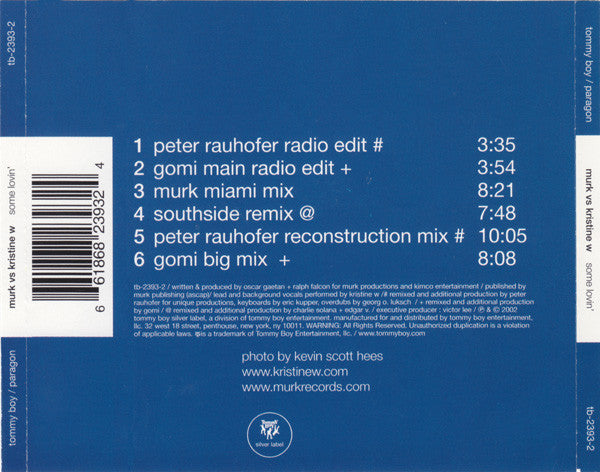 tb-2393-2
murk vs kristine w some lovin'
tommy boy / paragon
6 61868 23932 4
1 peter rauhofer radio edit # 3:35
2 gomi main radio edit + 3:54
3 murk miami mix 8:21
4 southside remix @ 7:48
5 peter rauhofer reconstruction mix # 10:05
6 gomi big mix + 8:08
tb-2393-2 / written & produced by oscar gaetan + ralph falcon for murk productions and kimco entertainment / published by
murk publishing (ascap)/ lead and background vocals performed by kristine w /# remixed and additional production by peter
rauhofer for unique productions, keyboards by eric kupper, overdubs by georg o. luksch / + remixed and additional production
by gomi / @ remixed and additional production by charlie solana + edgar v. / executive producer : victor lee / ℗ & © 2002
tommy boy silver label, a division of tommy boy entertainment. manufactured for and distributed by tommy boy entertainment,
llc. 32 west 18 street, penthouse, new york, ny 10011. WARNING: All Rights Reserved. Unauthorized duplication is a violation
of applicable laws. is a trademark of Tommy Boy Entertainment, llc. / www.tommyboy.com
photo by kevin scott hees
www.kristinew.com
www.murkrecords.com
silver label
tommy boy / paragon
murk vs kristine w some lovin'
tb-2393-2